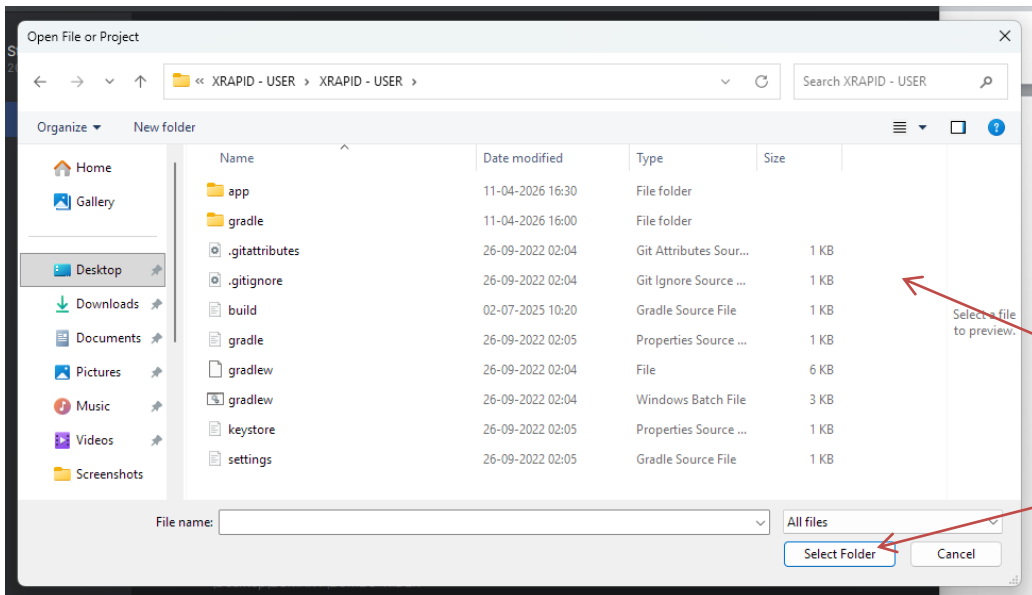 Open File or Project
« XRAPID - USER › XRAPID - USER ›
Search XRAPID - USER
Organize
New folder
Home
Gallery
Desktop
Downloads
Documents
Pictures
Music
Videos
Screenshots
Name Date modified Type Size
app 11-04-2026 16:30 File folder
gradle 11-04-2026 16:00 File folder
.gitattributes 26-09-2022 02:04 Git Attributes Sour... 1 KB
.gitignore 26-09-2022 02:04 Git Ignore Source ... 1 KB
build 02-07-2025 10:20 Gradle Source File 1 KB
gradle 26-09-2022 02:05 Properties Source ... 1 KB
gradlew 26-09-2022 02:04 File 6 KB
gradlew 26-09-2022 02:04 Windows Batch File 3 KB
keystore 26-09-2022 02:05 Properties Source ... 1 KB
settings 26-09-2022 02:05 Gradle Source File 1 KB
Select a file
to preview.
File name:
All files
Select Folder
Cancel